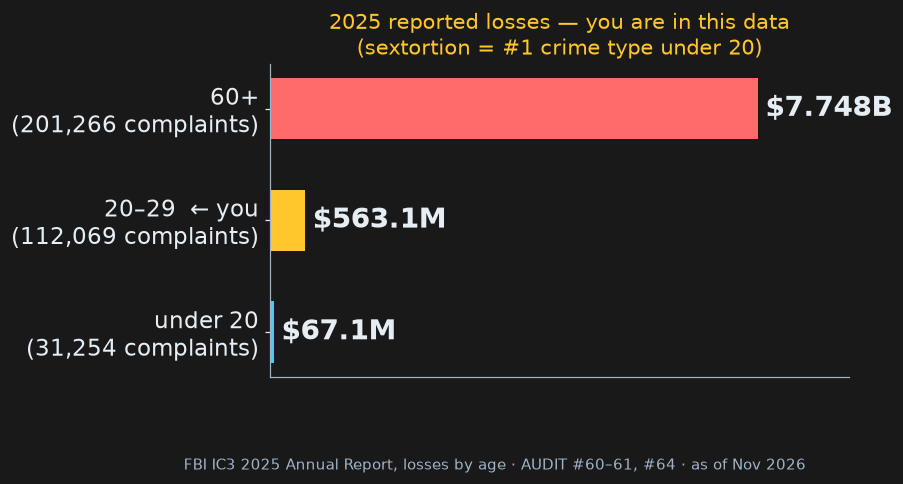 2025 reported losses — you are in this data
(sextortion = #1 crime type under 20)
60+
(201,266 complaints)
$7.748B
20–29 ← you
(112,069 complaints)
$563.1M
under 20
(31,254 complaints)
$67.1M
FBI IC3 2025 Annual Report, losses by age · AUDIT #60–61, #64 · as of Nov 2026